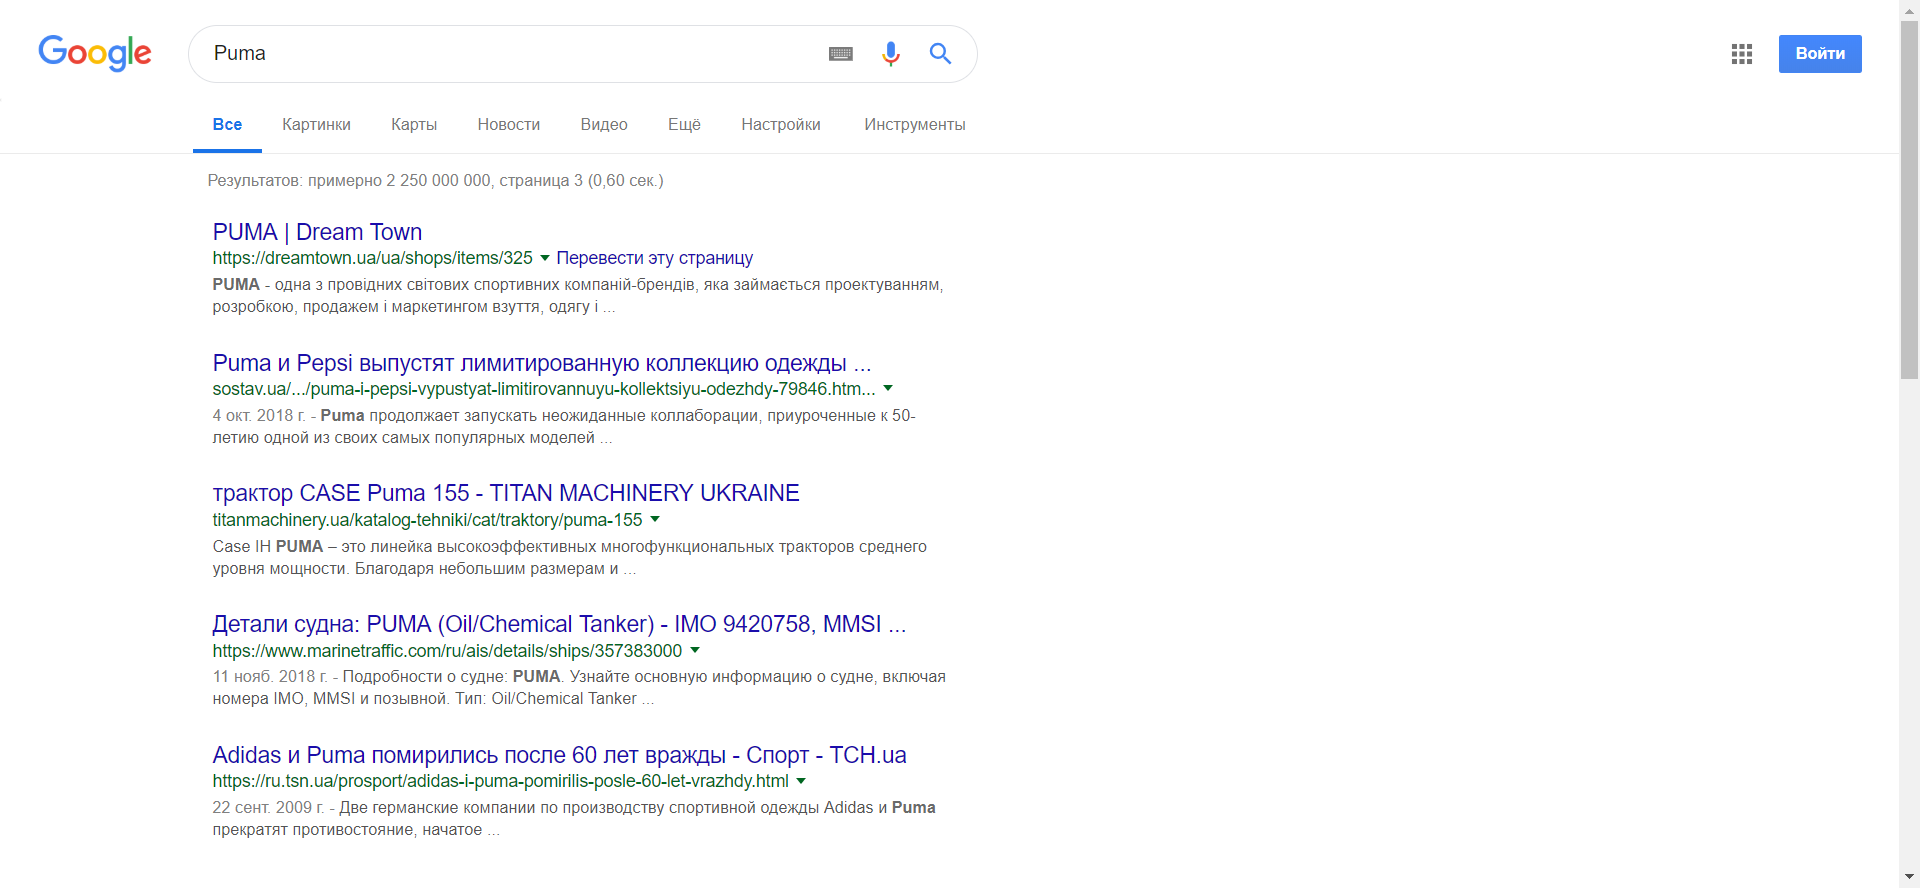 Google
Puma
Войти
Все Картинки Карты Новости Видео Ещё Настройки Инструменты
Результатов: примерно 2 250 000 000, страница 3 (0,60 сек.)
PUMA | Dream Town
https://dreamtown.ua/ua/shops/items/325 Перевести эту страницу
PUMA - одна з провідних світових спортивних компаній-брендів, яка займається проектуванням,
розробкою, продажем і маркетингом взуття, одягу і ...
Puma и Pepsi выпустят лимитированную коллекцию одежды ...
sostav.ua/.../puma-i-pepsi-vypustyat-limitirovannuyu-kollektsiyu-odezhdy-79846.htm...
4 окт. 2018 г. - Puma продолжает запускать неожиданные коллаборации, приуроченные к 50-
летию одной из своих самых популярных моделей ...
трактор CASE Puma 155 - TITAN MACHINERY UKRAINE
titanmachinery.ua/katalog-tehniki/cat/traktory/puma-155
Case IH PUMA – это линейка высокоэффективных многофункциональных тракторов среднего
уровня мощности. Благодаря небольшим размерам и ...
Детали судна: PUMA (Oil/Chemical Tanker) - IMO 9420758, MMSI ...
https://www.marinetraffic.com/ru/ais/details/ships/357383000
11 нояб. 2018 г. - Подробности о судне: PUMA. Узнайте основную информацию о судне, включая
номера IMO, MMSI и позывной. Тип: Oil/Chemical Tanker ...
Adidas и Puma помирились после 60 лет вражды - Спорт - ТСН.ua
https://ru.tsn.ua/prosport/adidas-i-puma-pomirilis-posle-60-let-vrazhdy.html
22 сент. 2009 г. - Две германские компании по производству спортивной одежды Adidas и Puma
прекратят противостояние, начатое ...